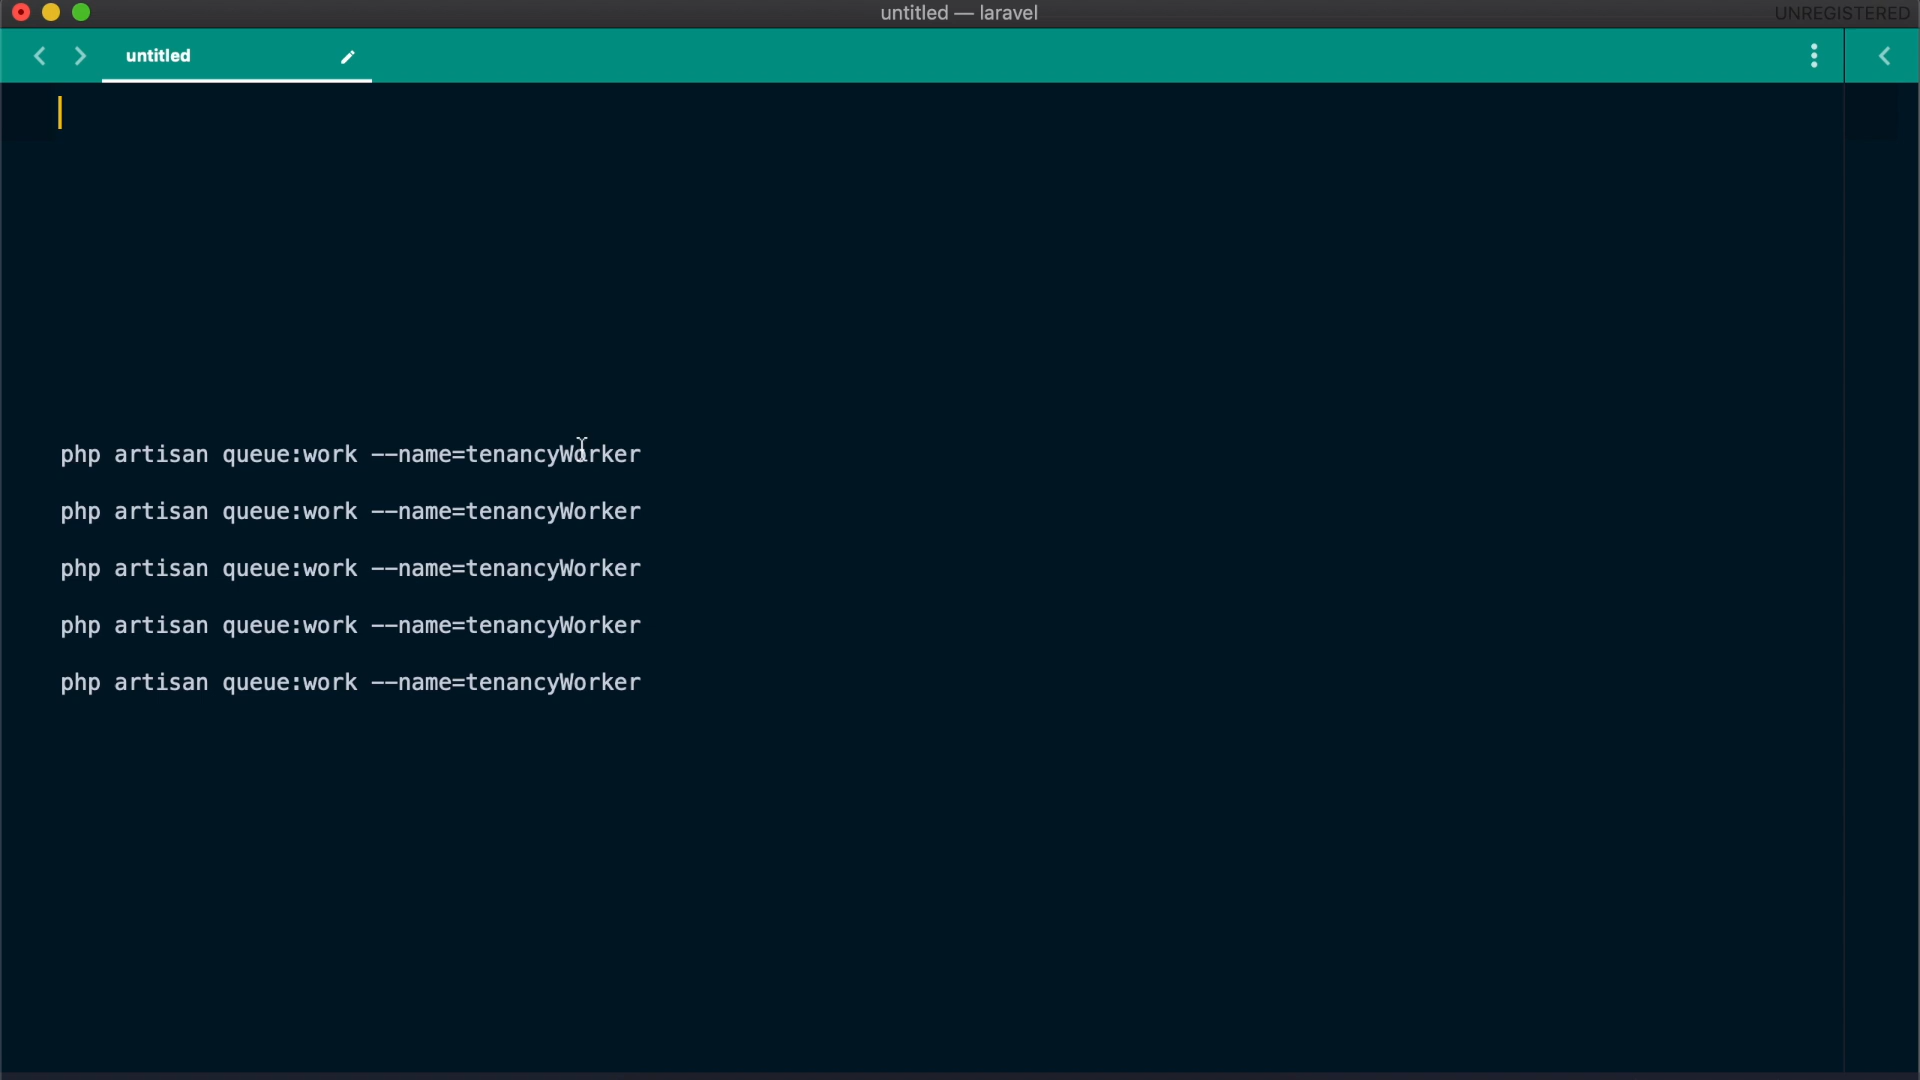 untitled — laravel
UNREGISTERED
untitled
php artisan queue:work --name=tenancyWorker
php artisan queue:work --name=tenancyWorker
php artisan queue:work --name=tenancyWorker
php artisan queue:work --name=tenancyWorker
php artisan queue:work --name=tenancyWorker